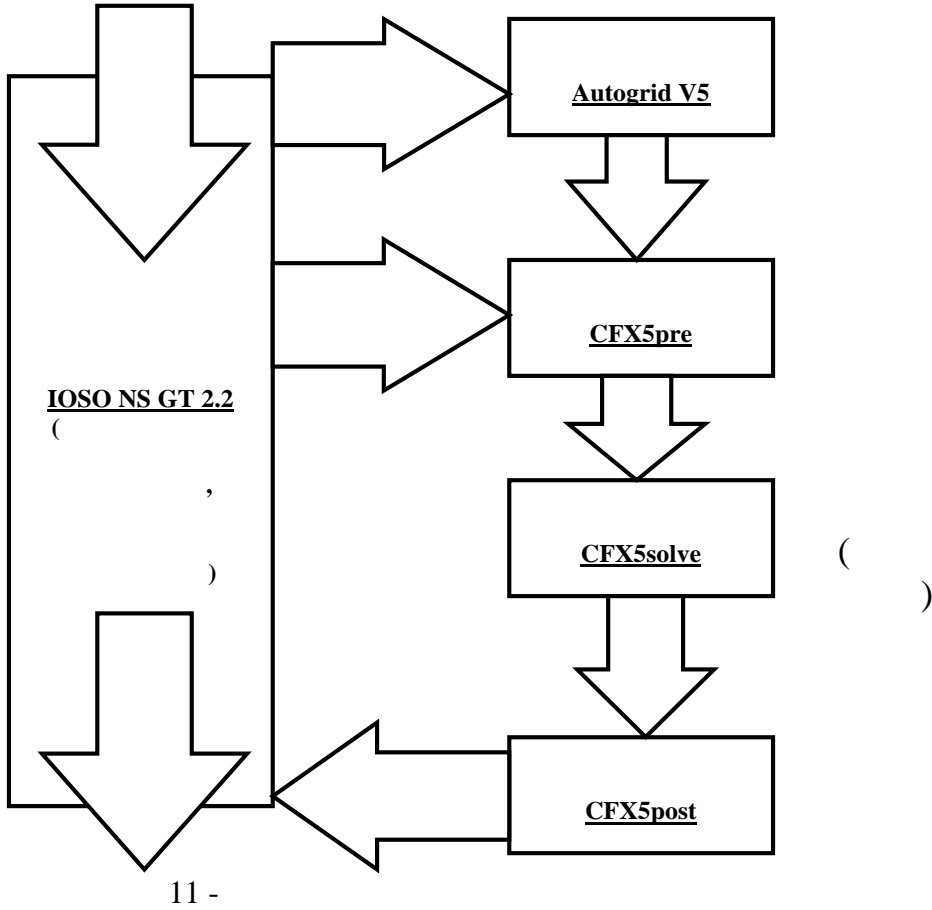 Autogrid V5
CFX5pre
IOSO NS GT 2.2
(
,
)
CFX5solve
(
)
CFX5post
11 -